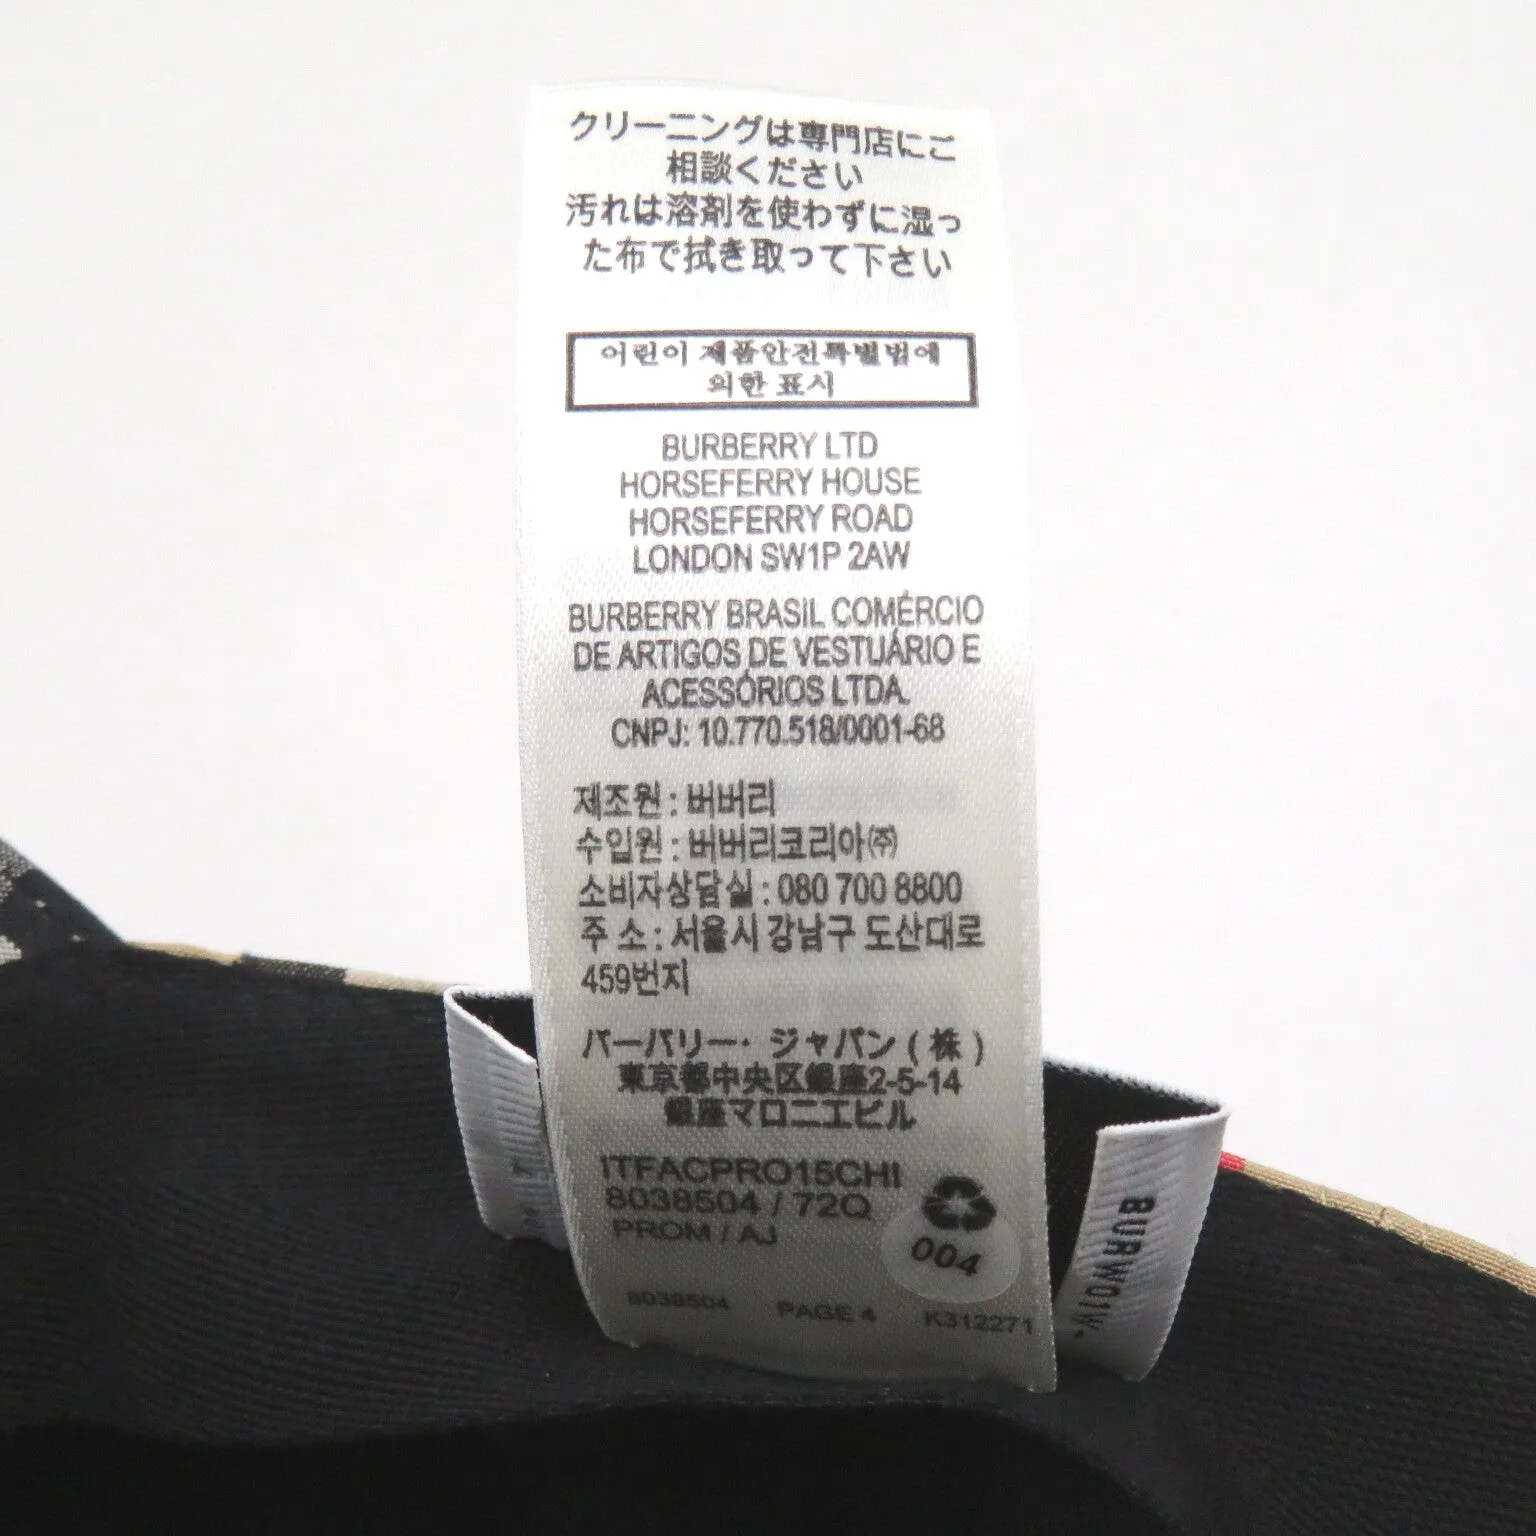 クリーニングは専門店にご
相談ください
汚れは溶剤を使わずに湿っ
た布で拭き取って下さい
어린이 제품안전특별법에
의한 표시
BURBERRY LTD
HORSEFERRY HOUSE
HORSEFERRY ROAD
LONDON SW1P 2AW
BURBERRY BRASIL COMÉRCIO
DE ARTIGOS DE VESTUÁRIO E
ACESSÓRIOS LTDA.
CNPJ: 10.770.518/0001-68
제조원 : 버버리
수입원 : 버버리코리아㈜
소비자상담실 : 080 700 8800
주 소 : 서울시 강남구 도산대로
459번지
バーバリー・ジャパン ( 株 )
東京都中央区銀座2-5-14
銀座マロニエビル
ITFACPRO15CHI
8038504 / 72Q
PROM / AJ
004
8038504 PAGE 4 K312271
BURW01W.